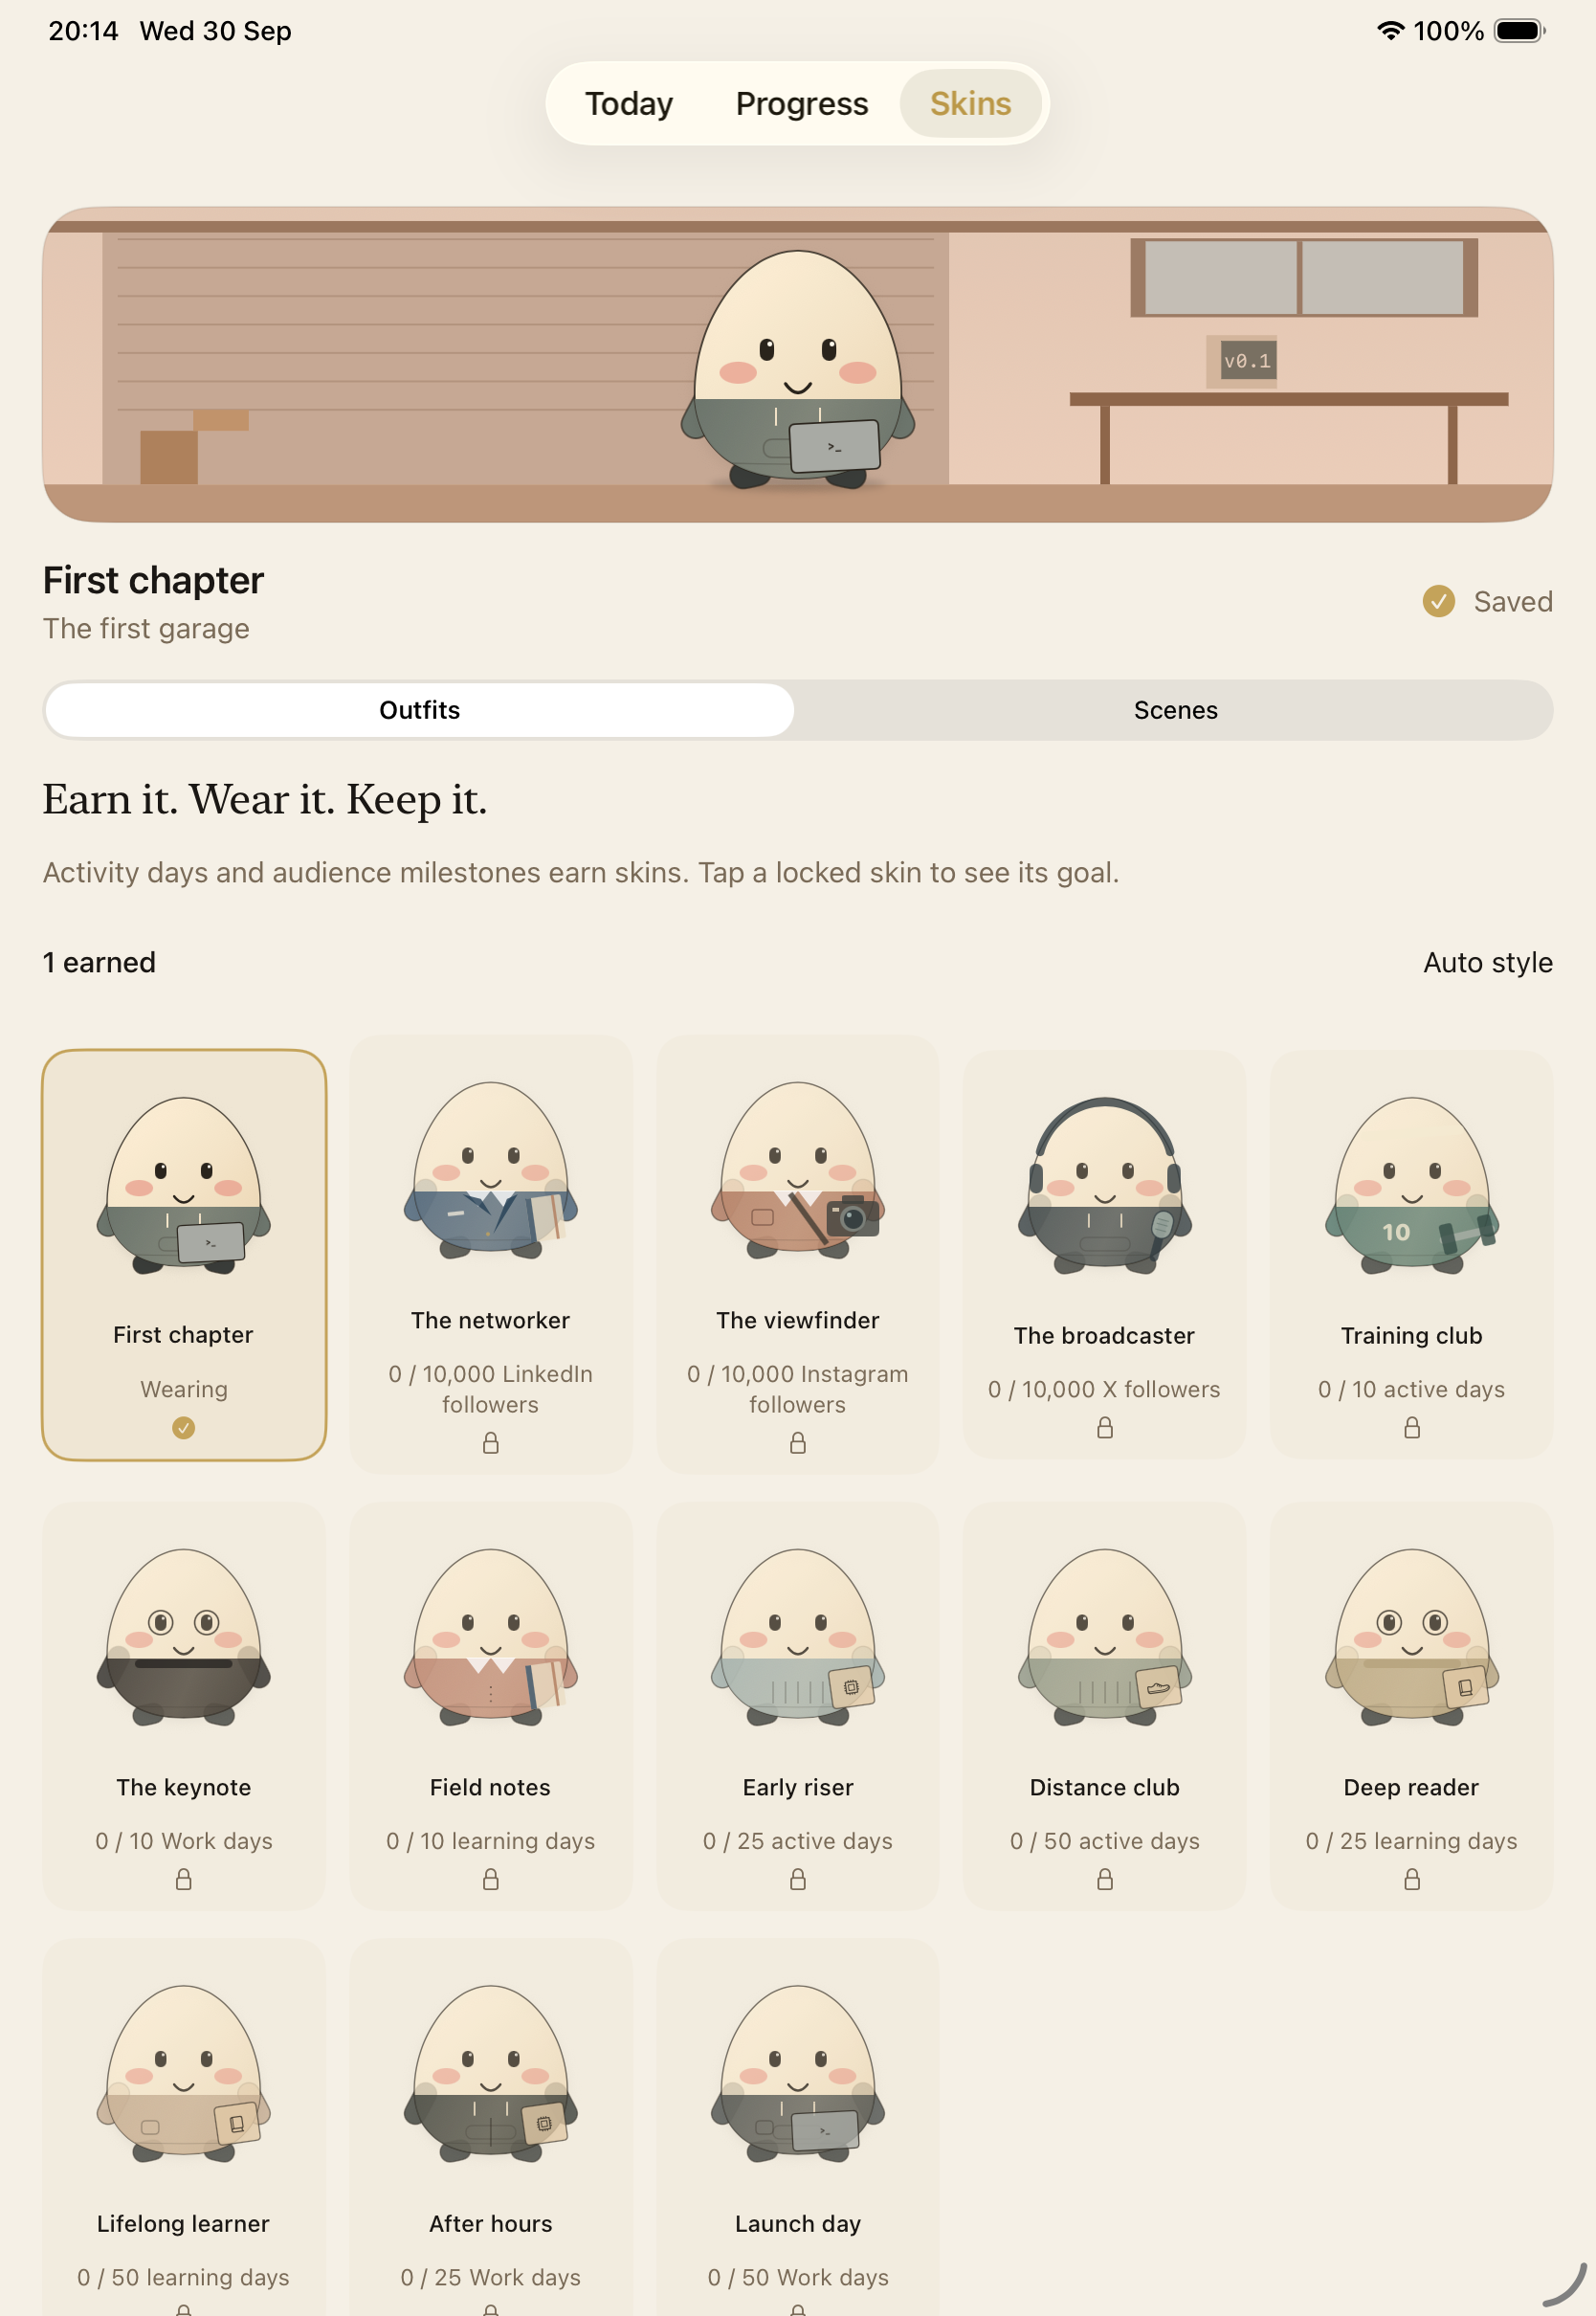 20:14 Wed 30 Sep
100%
Today Progress Skins
v0.1
>_
First chapter
The first garage
Saved
Outfits Scenes
Earn it. Wear it. Keep it.
Activity days and audience milestones earn skins. Tap a locked skin to see its goal.
1 earned
Auto style
>_
First chapter
Wearing
The networker
0 / 10,000 LinkedIn
followers
The viewfinder
0 / 10,000 Instagram
followers
The broadcaster
0 / 10,000 X followers
10
Training club
0 / 10 active days
The keynote
0 / 10 Work days
Field notes
0 / 10 learning days
Early riser
0 / 25 active days
Distance club
0 / 50 active days
Deep reader
0 / 25 learning days
Lifelong learner
0 / 50 learning days
After hours
0 / 25 Work days
>_
Launch day
0 / 50 Work days